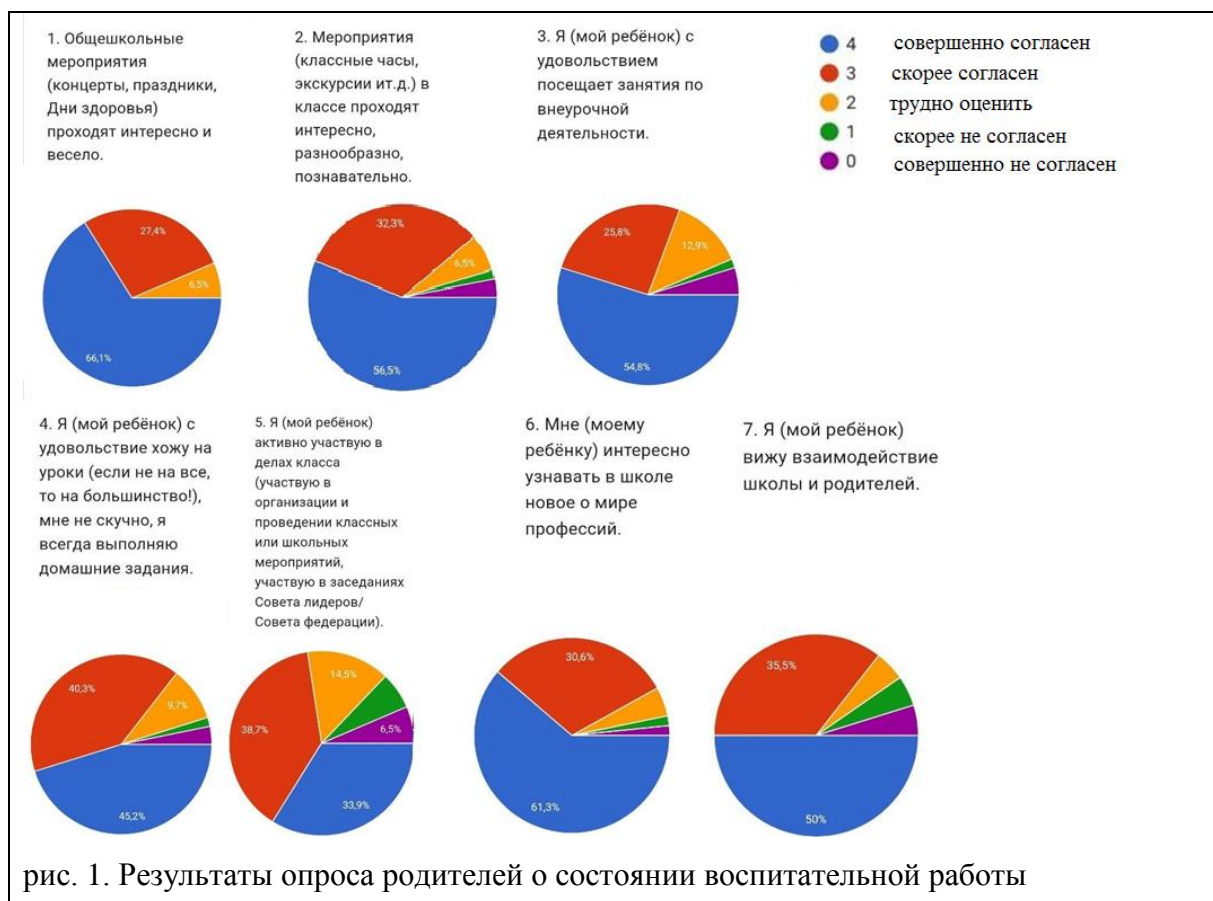 1. Общешкольные
мероприятия
(концерты, праздники,
Дни здоровья)
проходят интересно и
весело.
2. Мероприятия
(классные часы,
экскурсии ит.д.) в
классе проходят
интересно,
разнообразно,
познавательно.
3. Я (мой ребёнок) с
удовольствием
посещает занятия по
внеурочной
деятельности.
4 совершенно согласен
3 скорее согласен
2 трудно оценить
1 скорее не согласен
0 совершенно не согласен
27,4%
6,5%
66,1%
32,3%
6,5%
56,5%
25,8%
12,9%
54,8%
4. Я (мой ребёнок) с
удовольствие хожу на
уроки (если не на все,
то на большинство!),
мне не скучно, я
всегда выполняю
домашние задания.
5. Я (мой ребёнок)
активно участвую в
делах класса
(участвую в
организации и
проведении классных
или школьных
мероприятий,
участвую в заседаниях
Совета лидеров/
Совета федерации).
6. Мне (моему
ребёнку) интересно
узнавать в школе
новое о мире
профессий.
7. Я (мой ребёнок)
вижу взаимодействие
школы и родителей.
40,3%
9,7%
45,2%
14,5%
38,7%
6,5%
33,9%
30,6%
61,3%
35,5%
50%
рис. 1. Результаты опроса родителей о состоянии воспитательной работы